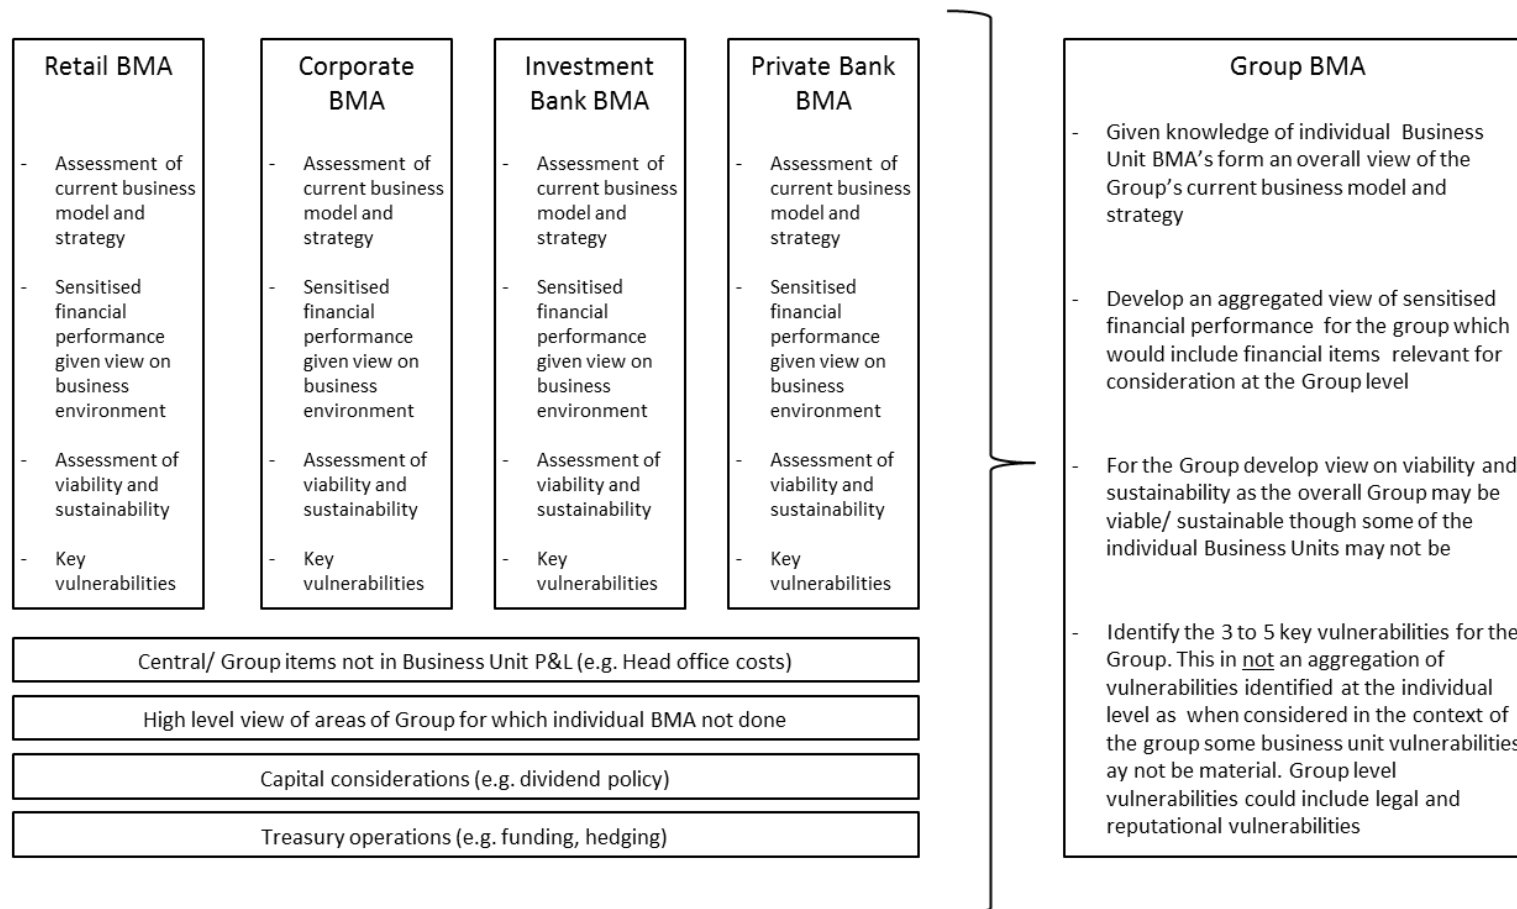 Retail BMA
- Assessment of
current business
model and
strategy
- Sensitised
financial
performance
given view on
business
environment
- Assessment of
viability and
sustainability
- Key
vulnerabilities
Corporate
BMA
- Assessment of
current business
model and
strategy
- Sensitised
financial
performance
given view on
business
environment
- Assessment of
viability and
sustainability
- Key
vulnerabilities
Investment
Bank BMA
- Assessment of
current business
model and
strategy
- Sensitised
financial
performance
given view on
business
environment
- Assessment of
viability and
sustainability
- Key
vulnerabilities
Private Bank
BMA
- Assessment of
current business
model and
strategy
- Sensitised
financial
performance
given view on
business
environment
- Assessment of
viability and
sustainability
- Key
vulnerabilities
Central/ Group items not in Business Unit P&L (e.g. Head office costs)
High level view of areas of Group for which individual BMA not done
Capital considerations (e.g. dividend policy)
Treasury operations (e.g. funding, hedging)
Group BMA
- Given knowledge of individual Business
Unit BMA’s form an overall view of the
Group’s current business model and
strategy
- Develop an aggregated view of sensitised
financial performance for the group which
would include financial items relevant for
consideration at the Group level
- For the Group develop view on viability and
sustainability as the overall Group may be
viable/ sustainable though some of the
individual Business Units may not be
- Identify the 3 to 5 key vulnerabilities for the
Group. This in not an aggregation of
vulnerabilities identified at the individual
level as when considered in the context of
the group some business unit vulnerabilities
ay not be material. Group level
vulnerabilities could include legal and
reputational vulnerabilities